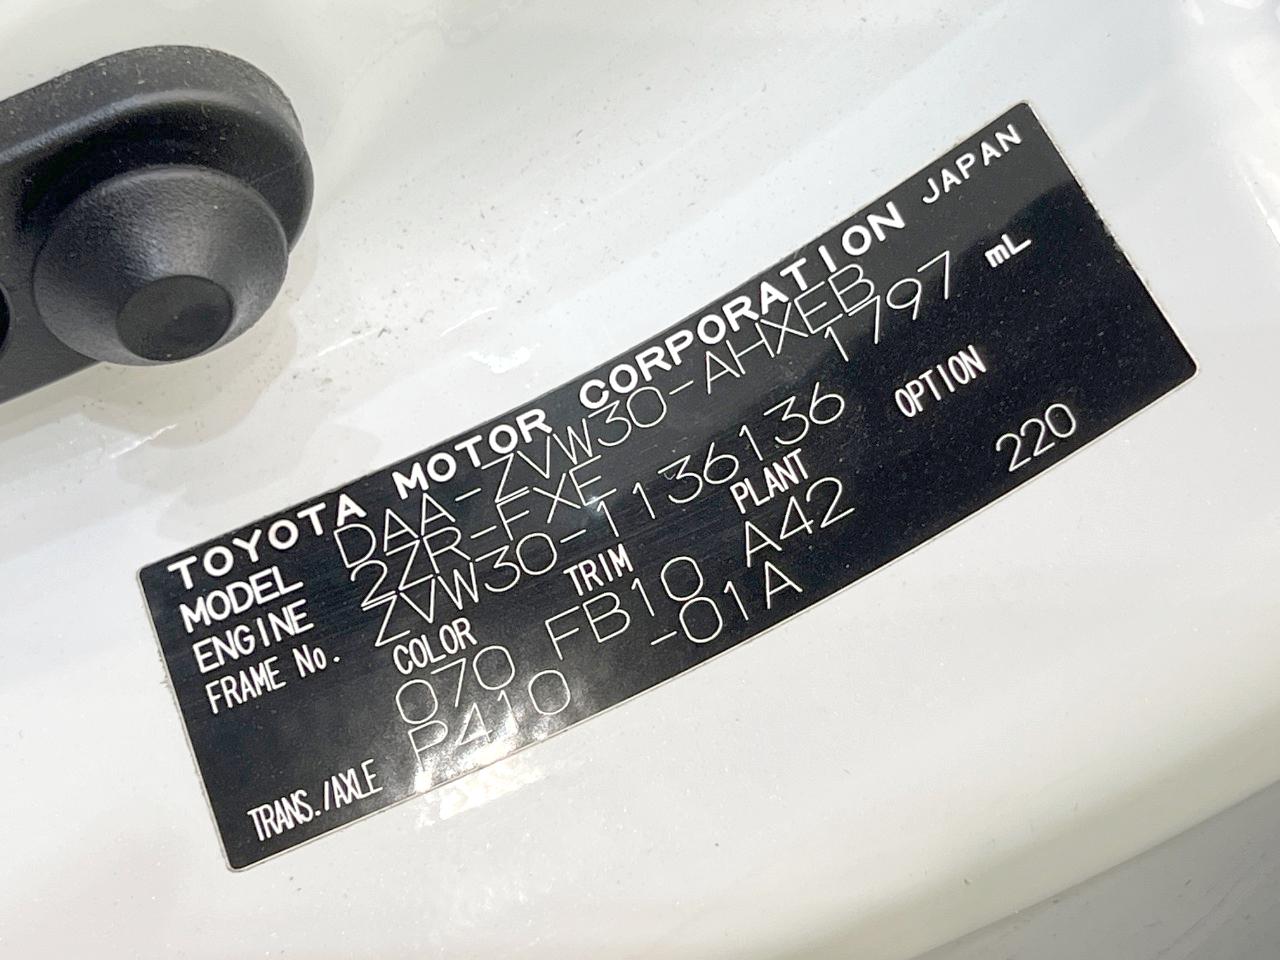 TOYOTA MOTOR CORPORATION JAPAN
MODEL DAA-ZVW30-AHXEB
ENGINE 2ZR-FXE 1797 mL
FRAME No. ZVW30-1136136
COLOR TRIM PLANT OPTION
070 FB10 A42 220
TRANS./AXLE P410 -01A